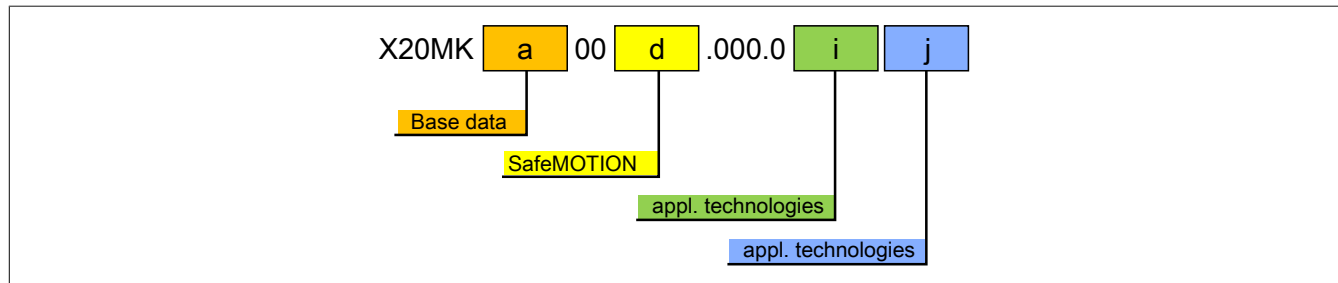 X20MK a 00 d .000.0 i j
Base data
SafeMOTION
appl. technologies
appl. technologies